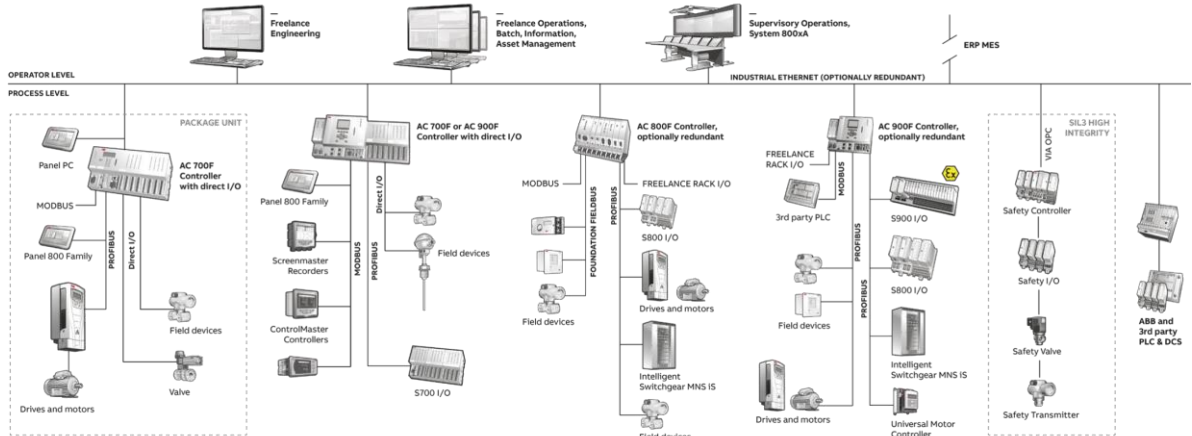 Freelance
Engineering
Freelance Operations,
Batch, Information,
Asset Management
Supervisory Operations,
System 800xA
ERP MES
OPERATOR LEVEL
INDUSTRIAL ETHERNET (OPTIONALLY REDUNDANT)
PROCESS LEVEL
PACKAGE UNIT
Panel PC
AC 700F
Controller
with direct I/O
MODBUS
Panel 800 Family
PROFIBUS
Direct I/O
Field devices
Valve
Drives and motors
AC 700F or AC 900F
Controller with direct I/O
Panel 800 Family
Direct I/O
Screenmaster
Recorders
MODBUS
PROFIBUS
Field devices
ControlMaster
Controllers
S700 I/O
AC 800F Controller,
optionally redundant
MODBUS
FREELANCE RACK I/O
FOUNDATION FIELDBUS
PROFIBUS
S800 I/O
Field devices
Drives and motors
Intelligent
Switchgear MNS iS
Field devices
AC 900F Controller,
optionally redundant
FREELANCE
RACK I/O
MODBUS
Ex
3rd party PLC
S900 I/O
PROFIBUS
S800 I/O
Field devices
PROFIBUS
Intelligent
Switchgear MNS iS
Drives and motors
Universal Motor
Controller
SIL3 HIGH
INTEGRITY
VIA OPC
Safety Controller
Safety I/O
Safety Valve
Safety Transmitter
ABB and
3rd party
PLC & DCS